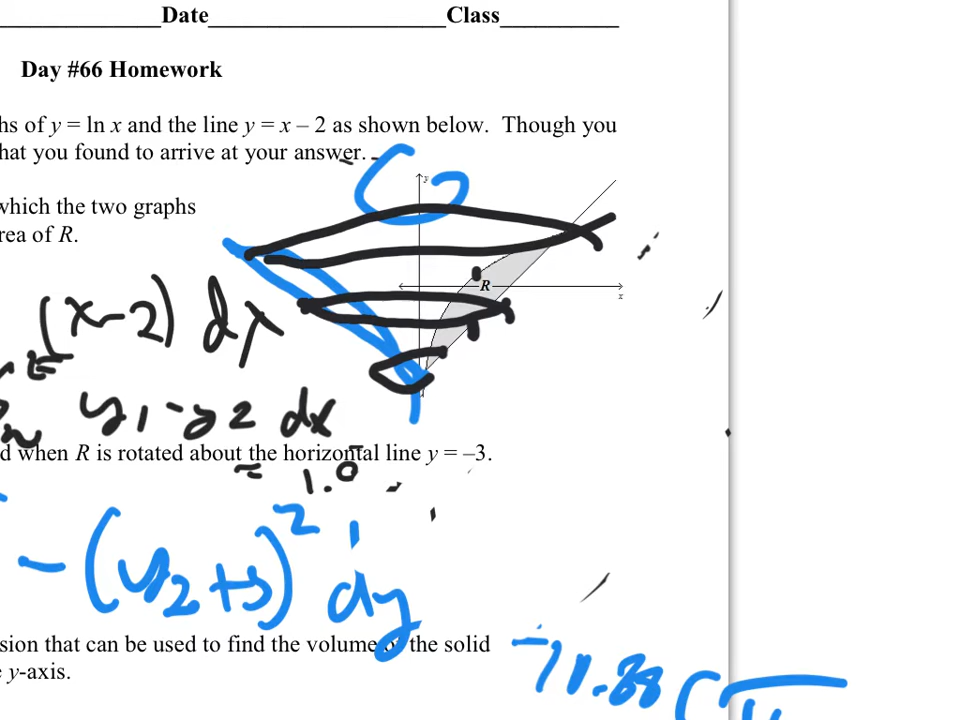 Date Class
Day #66 Homework
hs of y = ln x and the line y = x – 2 as shown below. Though you
hat you found to arrive at your answer.
which the two graphs
rea of R.
y
R
x
(x-2) dx
y1 - y2 dx
d when R is rotated about the horizontal line y = –3.
≈ 1.
- (y2+3)² dy
sion that can be used to find the volume of the solid
y-axis.